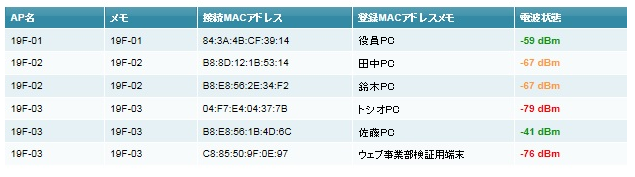 AP名 メモ 接続MACアドレス 登録MACアドレスメモ 電波状態
19F-01 19F-01 84:3A:4B:CF:39:14 役員PC -59 dBm
19F-02 19F-02 B8:8D:12:1B:53:14 田中PC -67 dBm
19F-02 19F-02 B8:E8:56:2E:34:F2 鈴木PC -67 dBm
19F-03 19F-03 04:F7:E4:04:37:7B トシオPC -79 dBm
19F-03 19F-03 B8:E8:56:1B:4D:6C 佐藤PC -41 dBm
19F-03 19F-03 C8:85:50:9F:0E:97 ウェブ事業部検証用端末 -76 dBm